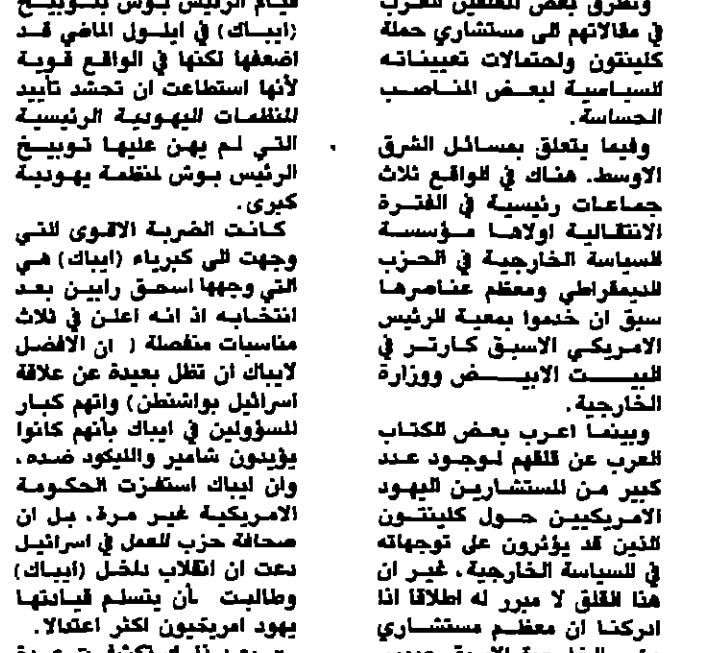 وتطرق بعض المعلقين العرب
في مقالاتهم الى مستشاري حملة
كلينتون واحتمالات تعييناته
السياسية لبعض المناصب
الحساسة.
وفيما يتعلق بمسائل الشرق
الاوسط. هناك في الواقع ثلاث
جماعات رئيسية في الفترة
الانتقالية اولاها مؤسسة
السياسة الخارجية في الحزب
الديمقراطي ومعظم عناصرها
سبق ان خدموا بمعية الرئيس
الامريكي الاسبق كارتر في
البيت الابيض ووزارة
الخارجية.
وبينما اعرب بعض الكتاب
العرب عن قلقهم لوجود عدد
كبير من المستشارين اليهود
الامريكيين حول كلينتون
الذين قد يؤثرون على توجهاته
في السياسة الخارجية، غير ان
هذا القلق لا مبرر له اطلاقا اذا
ادركنا ان معظم مستشاري
قيام الرئيس بوش بتوبيخ
(ايباك) في ايلول الماضي قد
اضعفها لكنها في الواقع قوية
لأنها استطاعت ان تحشد تأييد
المنظمات اليهودية الرئيسية
التي لم يهن عليها توبيخ
الرئيس بوش لمنظمة يهودية
كبرى.
كانت الضربة الاقوى التي
وجهت الى كبرياء (ايباك) هي
التي وجهها اسحق رابين بعد
انتخابه اذ انه اعلن في ثلاث
مناسبات منفصلة ( ان الافضل
لايباك ان تظل بعيدة عن علاقة
اسرائيل بواشنطن) واتهم كبار
المسؤولين في ايباك بأنهم كانوا
يؤيدون شامير والليكود ضده،
وان ايباك استفزت الحكومة
الامريكية غير مرة، بل ان
صحافة حزب العمل في اسرائيل
دعت ان انقلاب داخل (ايباك)
وطالبت بأن يتسلم قيادتها
يهود امريكيون اكثر اعتدالا.